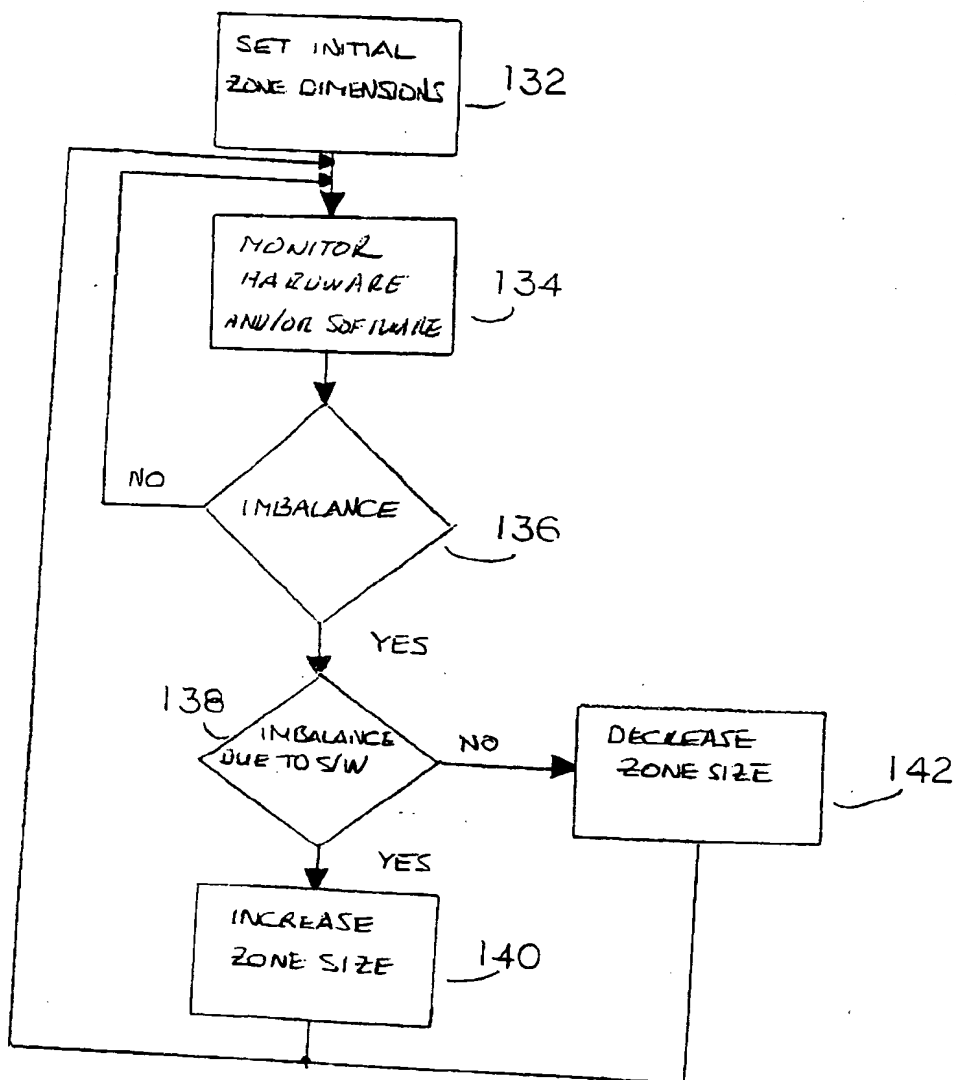 SET INITIAL
ZONE DIMENSIONS
132
MONITOR
HARDWARE
AND/OR SOFTWARE
134
NO
IMBALANCE
136
YES
138
IMBALANCE
DUE TO S/W
NO
DECREASE
ZONE SIZE
142
YES
INCREASE
ZONE SIZE
140